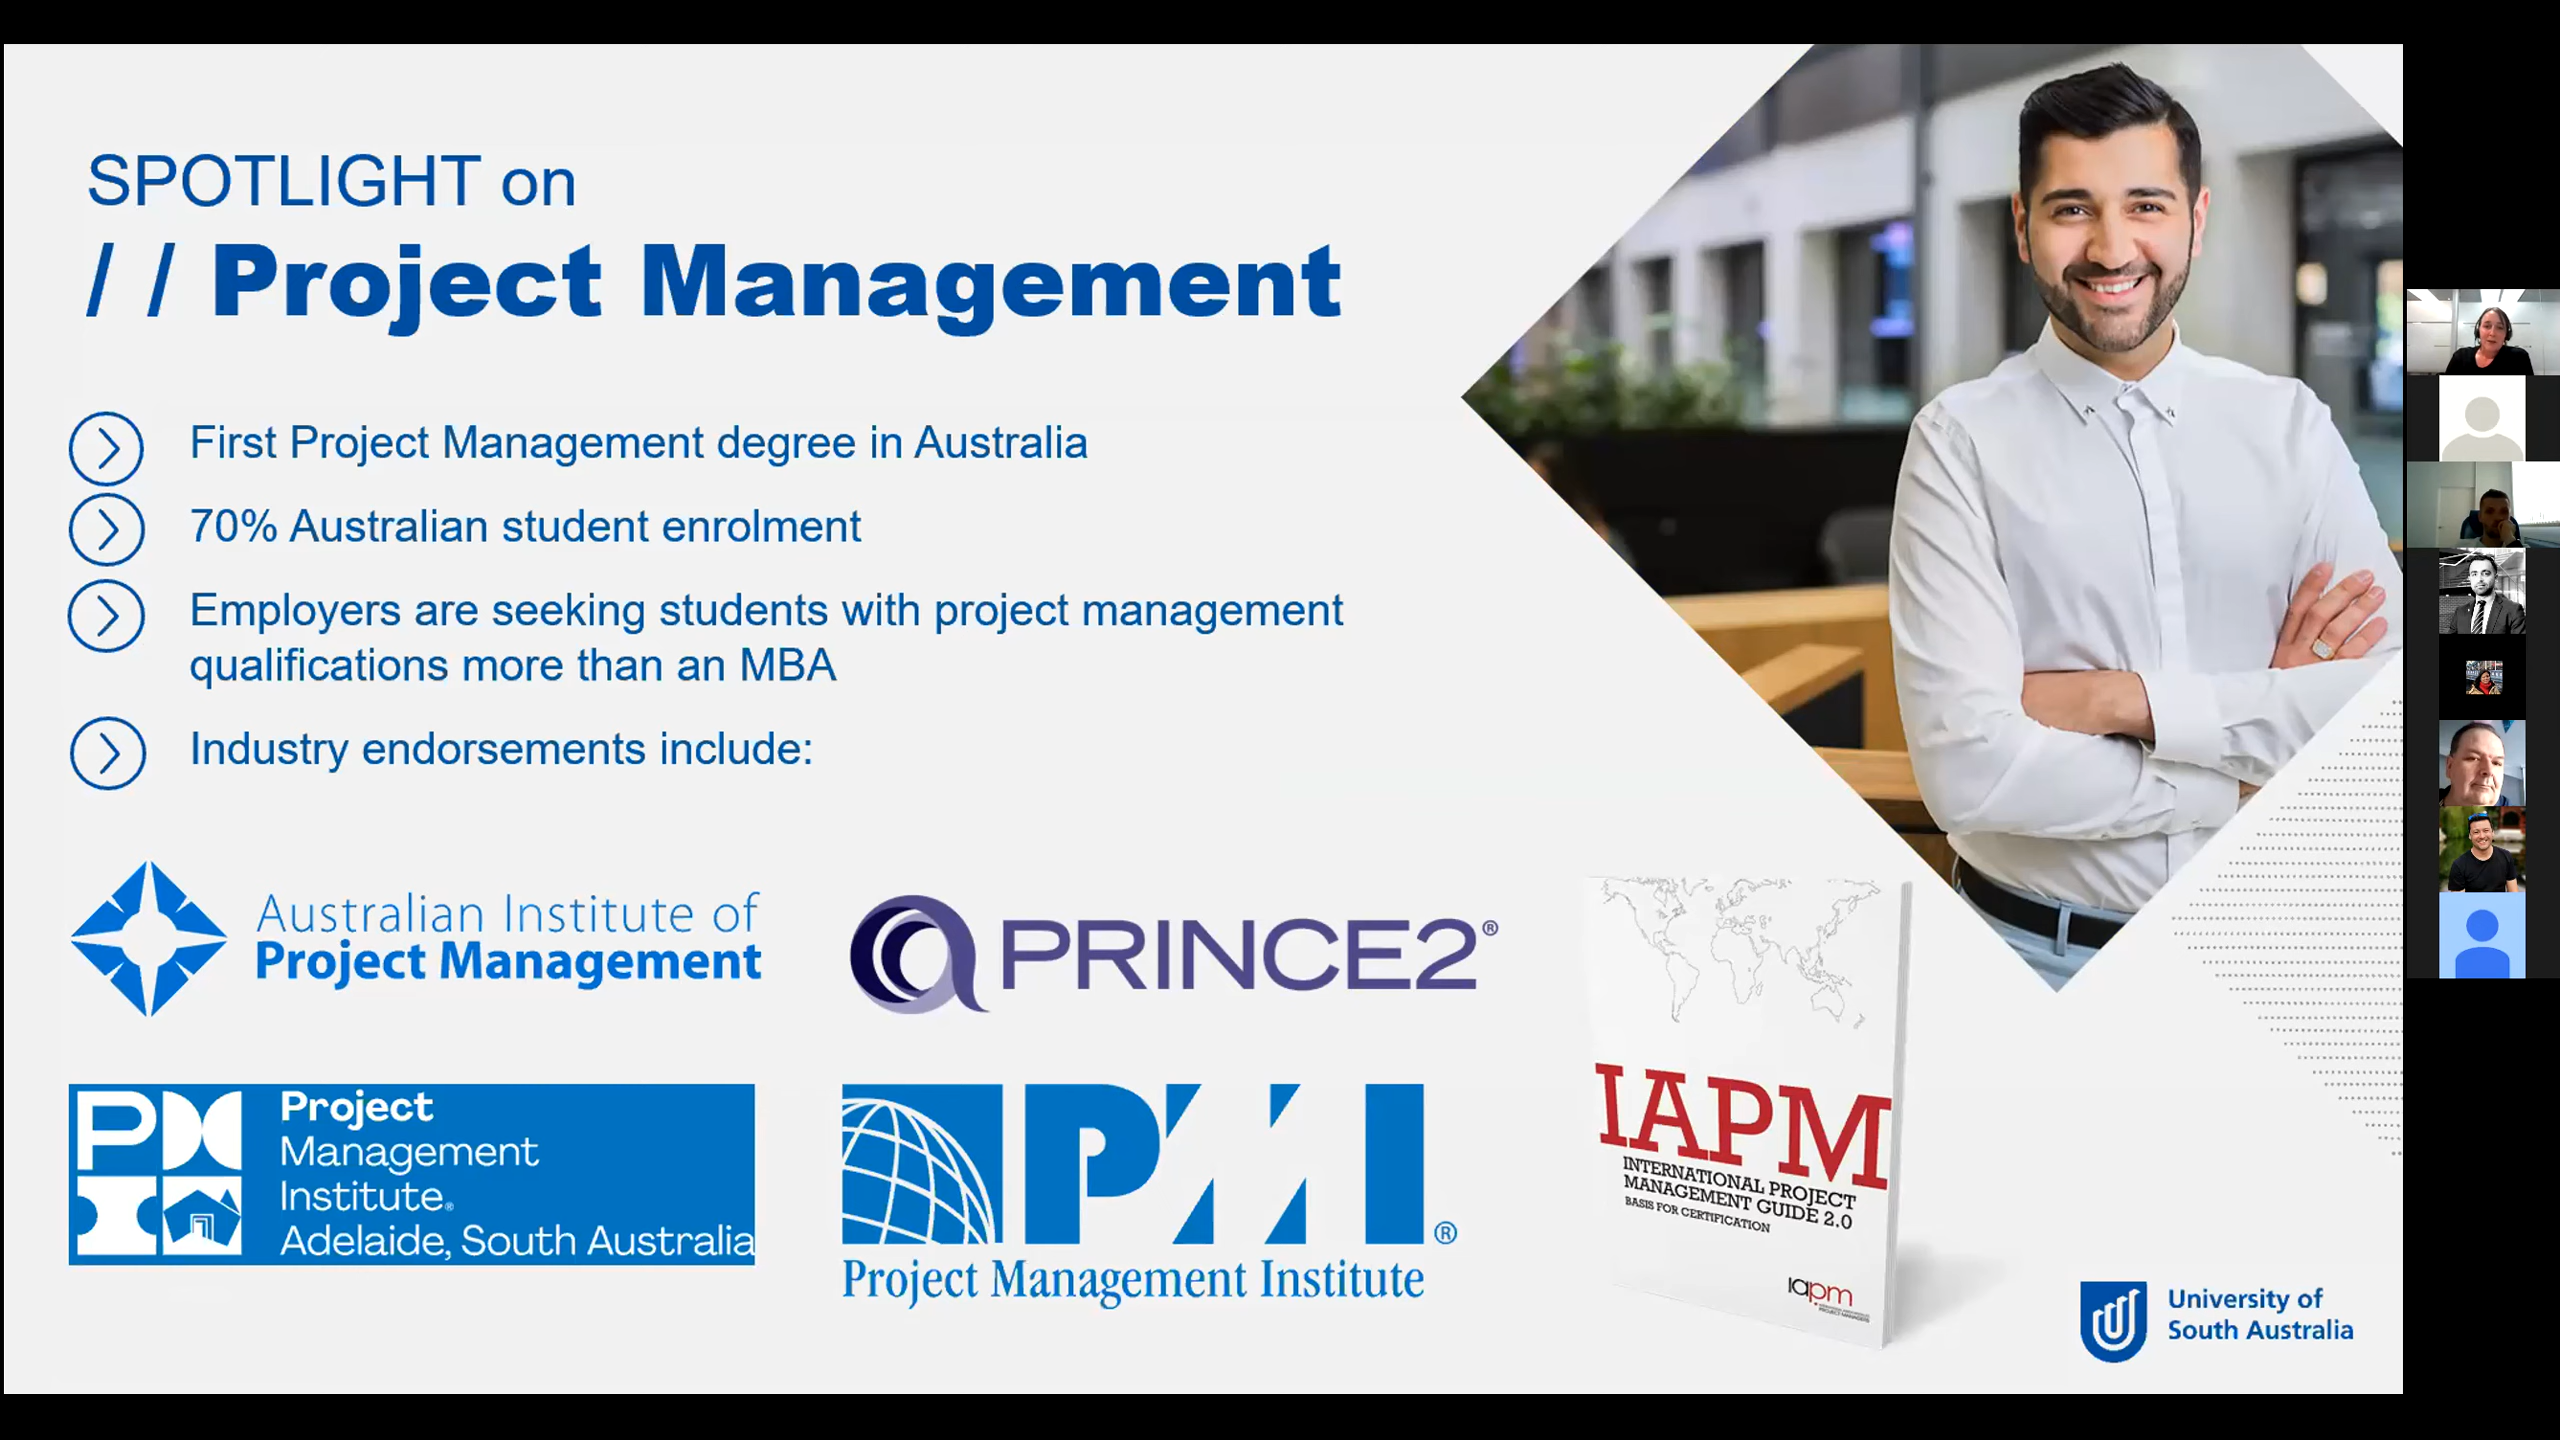 SPOTLIGHT on
// Project Management
First Project Management degree in Australia
70% Australian student enrolment
Employers are seeking students with project management
qualifications more than an MBA
Industry endorsements include:
Australian Institute of
Project Management
PRINCE2®
PMI
Project
Management
Institute®
Adelaide, South Australia
PMI®
Project Management Institute
IAPM
INTERNATIONAL PROJECT
MANAGEMENT GUIDE 2.0
BASIS FOR CERTIFICATION
iapm
University of
South Australia